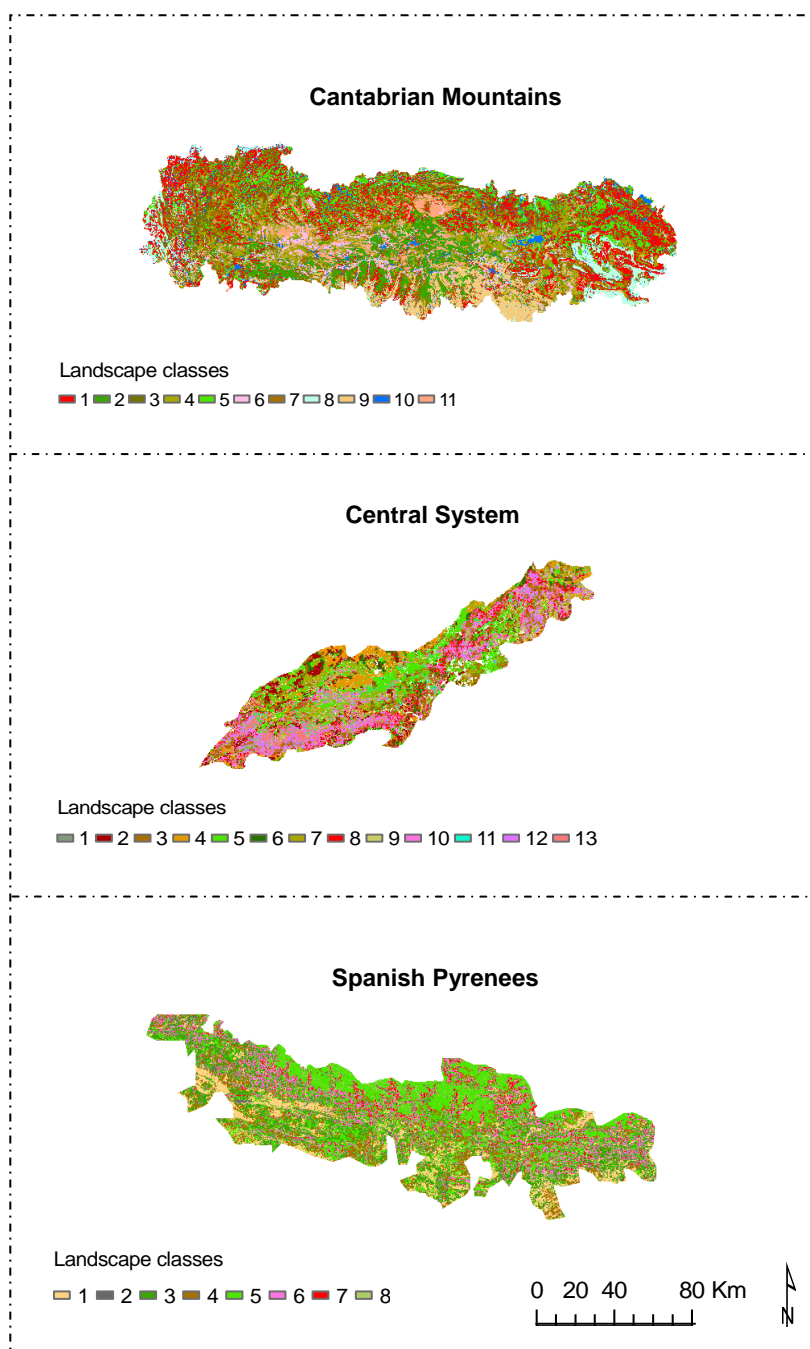 Cantabrian Mountains
Landscape classes
1 2 3 4 5 6 7 8 9 10 11
Central System
Landscape classes
1 2 3 4 5 6 7 8 9 10 11 12 13
Spanish Pyrenees
Landscape classes
1 2 3 4 5 6 7 8
0 20 40 80 Km
N